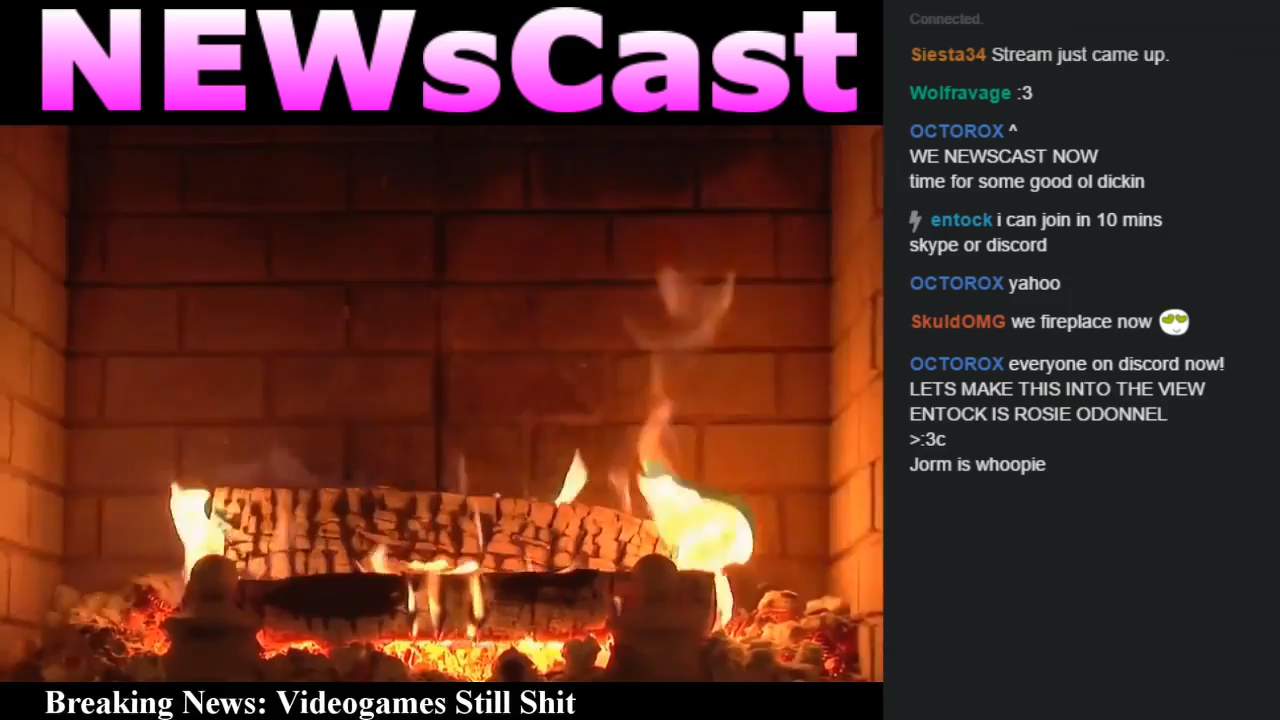 NEWsCast
Connected.
Siesta34 Stream just came up.
Wolfravage :3
OCTOROX ^
WE NEWSCAST NOW
time for some good ol dickin
entock i can join in 10 mins
skype or discord
OCTOROX yahoo
SkuldOMG we fireplace now
OCTOROX everyone on discord now!
LETS MAKE THIS INTO THE VIEW
ENTOCK IS ROSIE ODONNEL
>:3c
Jorm is whoopie
Breaking News: Videogames Still Shit